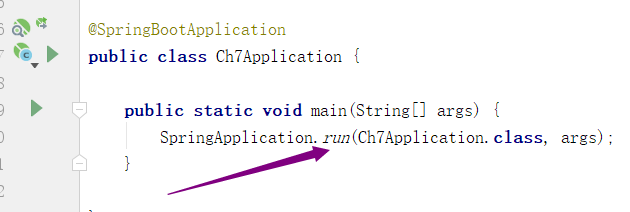 @SpringBootApplication
public class Ch7Application {
public static void main(String[] args) {
SpringApplication.run(Ch7Application.class, args);
}